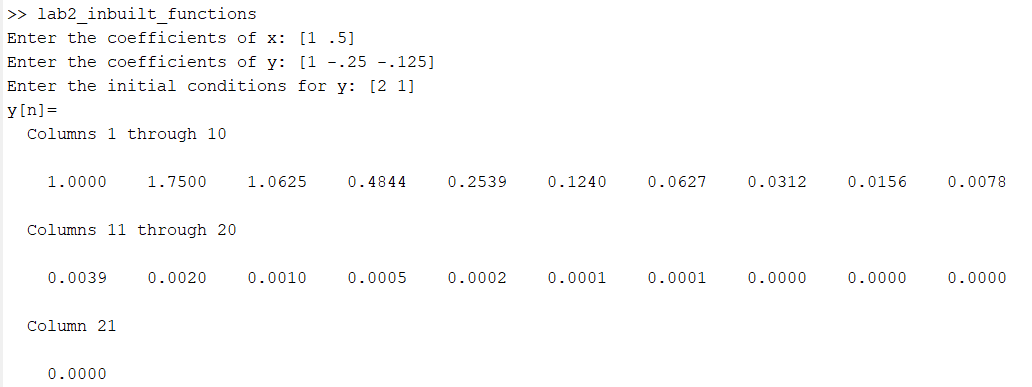 >> lab2_inbuilt_functions
Enter the coefficients of x: [1 .5]
Enter the coefficients of y: [1 -.25 -.125]
Enter the initial conditions for y: [2 1]
y[n]=
Columns 1 through 10
1.0000 1.7500 1.0625 0.4844 0.2539 0.1240 0.0627 0.0312 0.0156 0.0078
Columns 11 through 20
0.0039 0.0020 0.0010 0.0005 0.0002 0.0001 0.0001 0.0000 0.0000 0.0000
Column 21
0.0000